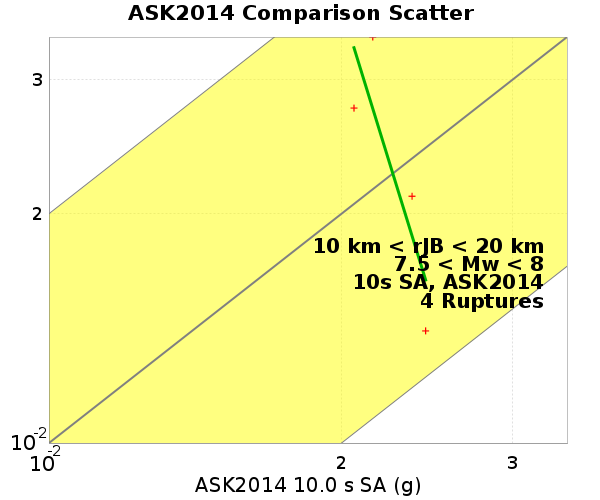 ASK2014 Comparison Scatter
3
2
10 km < rJB < 20 km
7.5 < Mw < 8
10s SA, ASK2014
4 Ruptures
10-2
10-2 2 3
ASK2014 10.0 s SA (g)